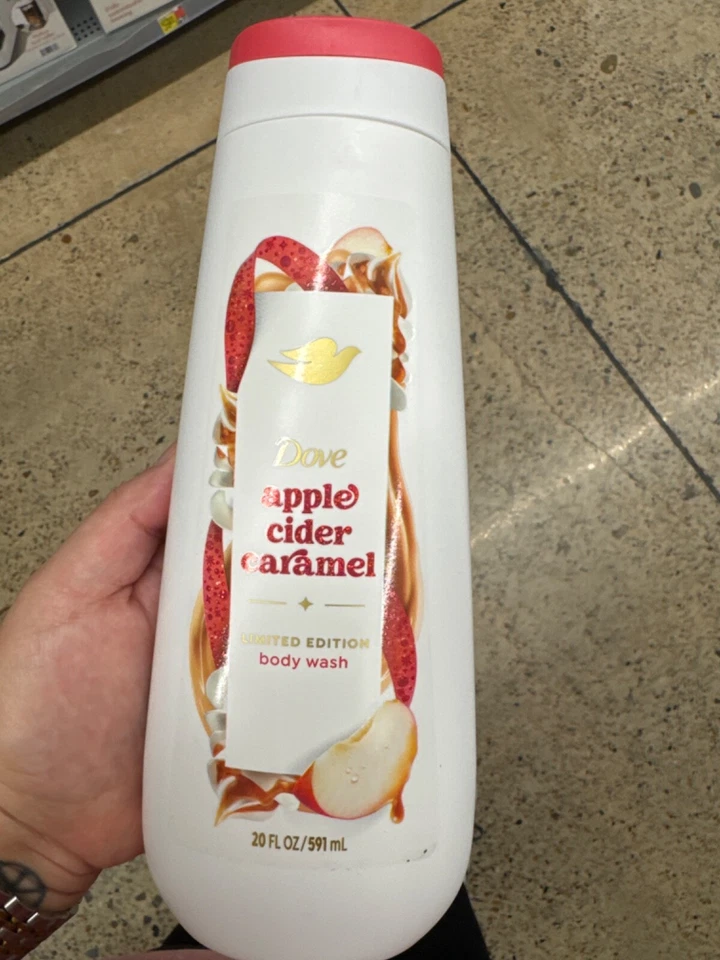 Dove
apple
cider
caramel
LIMITED EDITION
body wash
20 FL OZ/591 mL